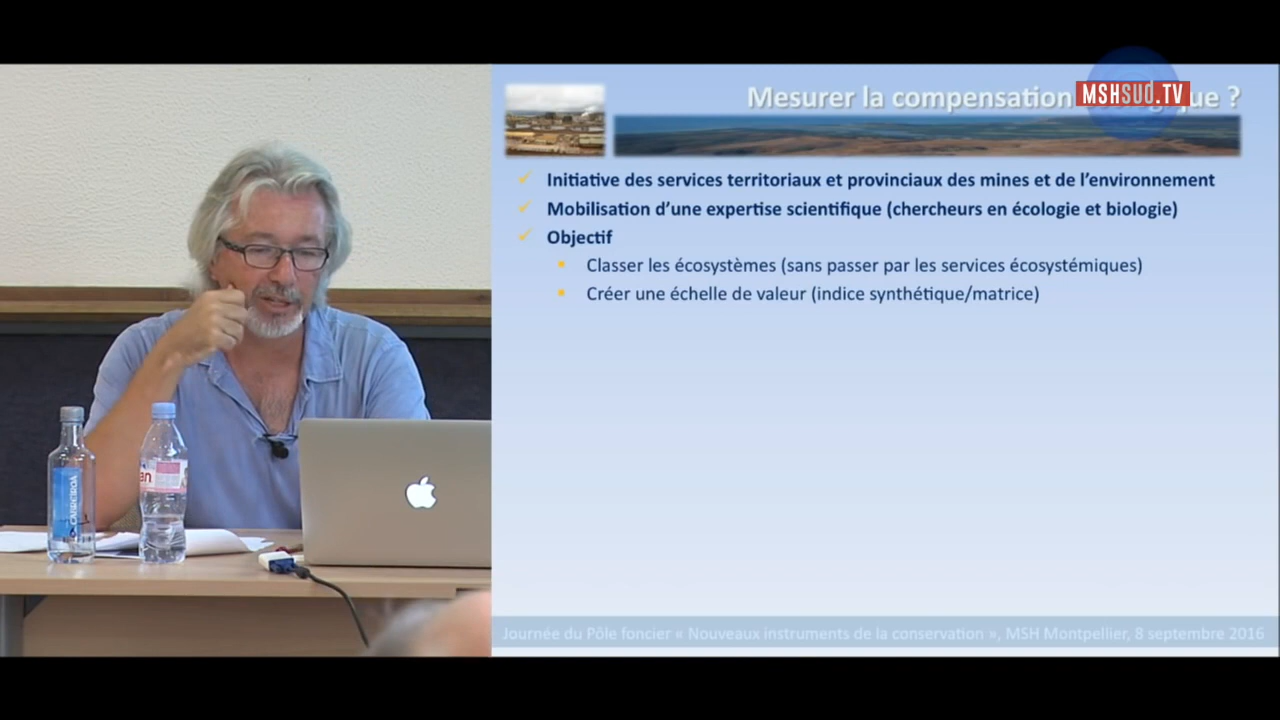 Mesurer la compensation
MSHSUD.TV
?
Initiative des services territoriaux et provinciaux des mines et de l'environnement
Mobilisation d'une expertise scientifique (chercheurs en écologie et biologie)
Objectif
Classer les écosystèmes (sans passer par les services écosystémiques)
Créer une échelle de valeur (indice synthétique/matrice)
CABREIROÁ
Journée du Pôle foncier « Nouveaux instruments de la conservation », MSH Montpellier, 8 septembre 2016